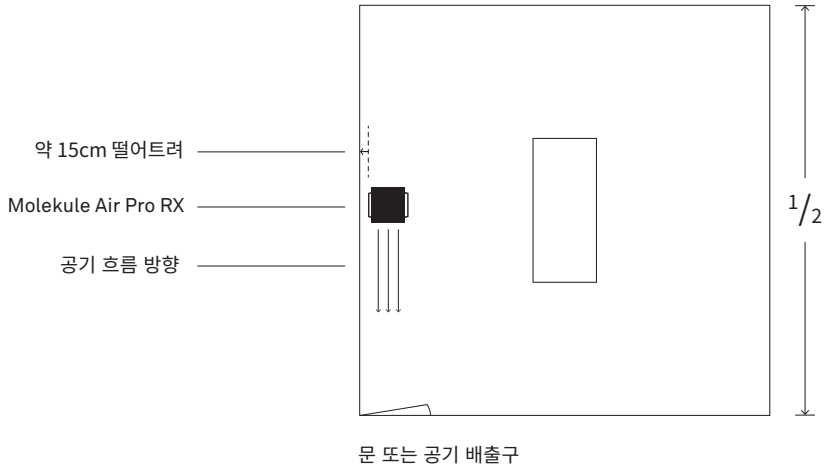 약 15cm 떨어트려
Molekule Air Pro RX
공기 흐름 방향
1/2
문 또는 공기 배출구